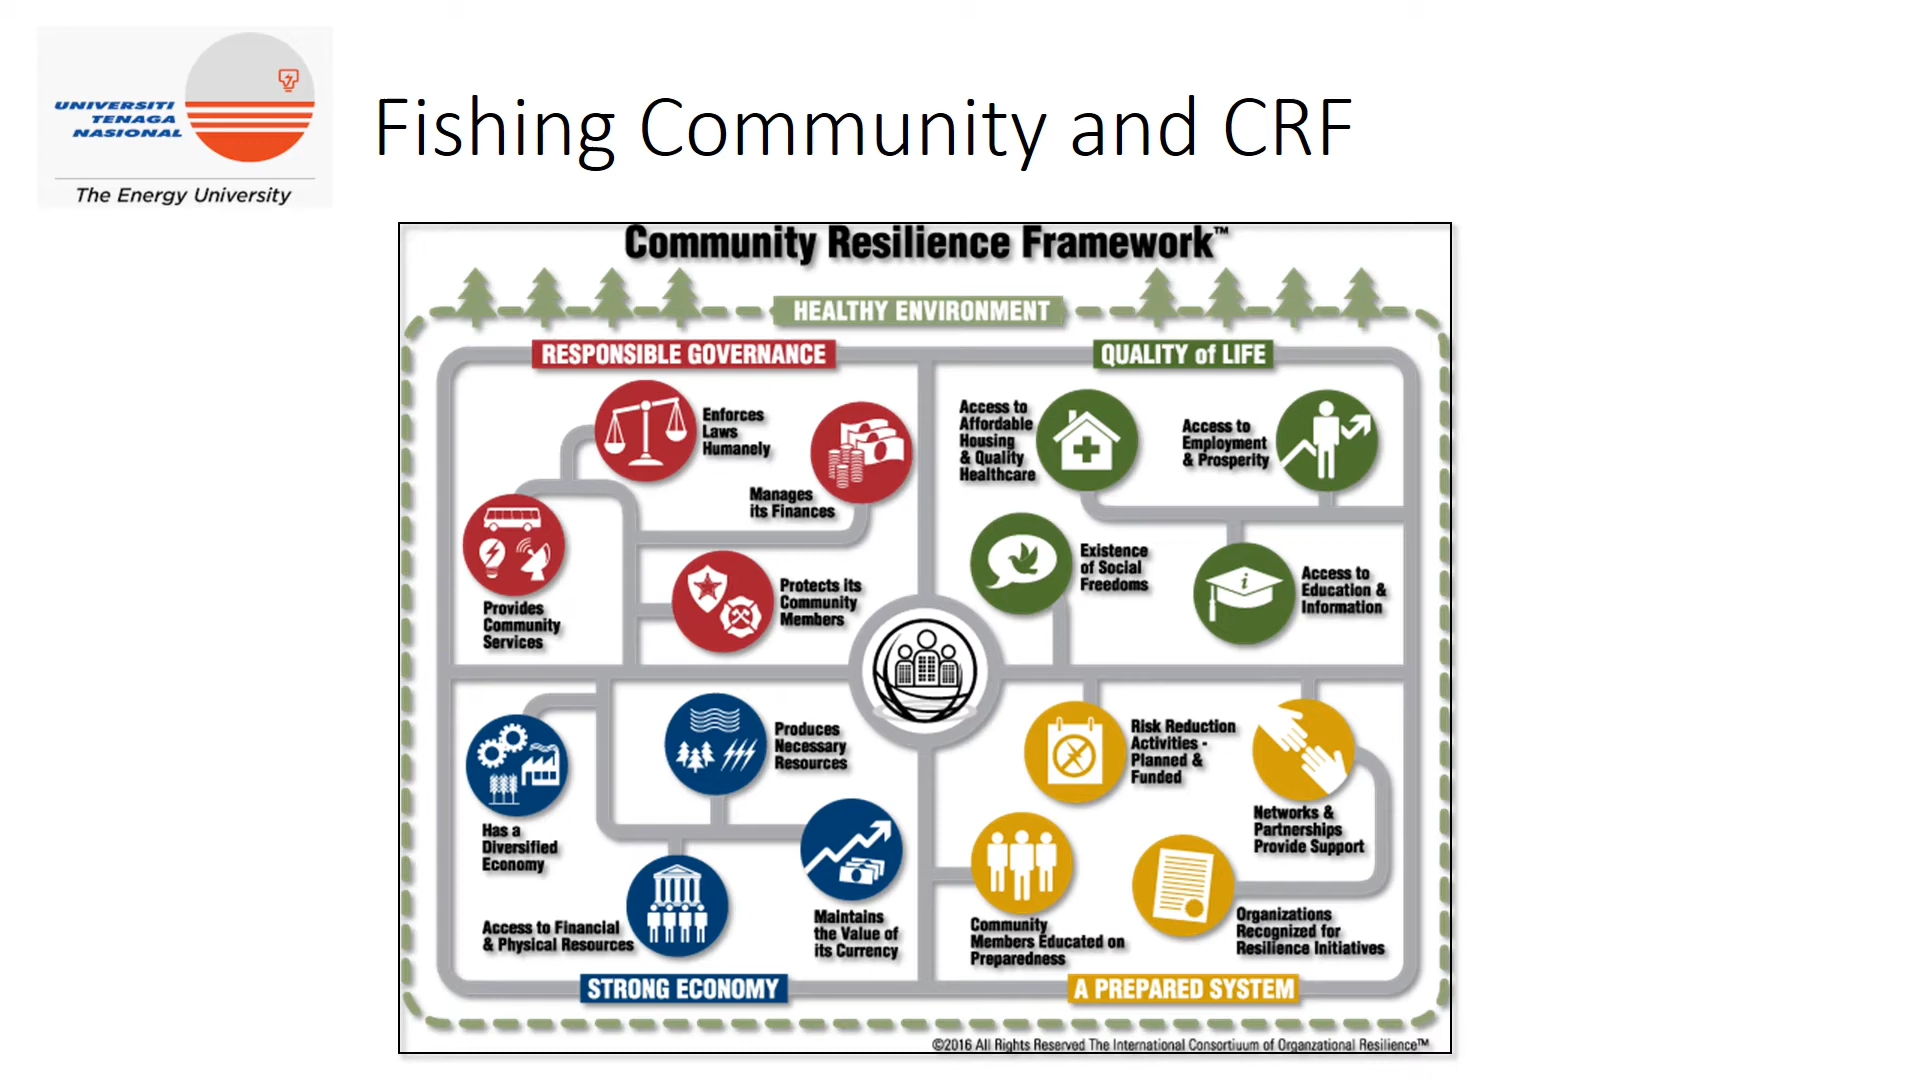 UNIVERSITI
TENAGA
NASIONAL
The Energy University
Fishing Community and CRF
Community Resilience Framework™
HEALTHY ENVIRONMENT
RESPONSIBLE GOVERNANCE
Enforces
Laws
Humanely
Manages
its Finances
Provides
Community
Services
Protects its
Community
Members
QUALITY of LIFE
Access to
Affordable
Housing
& Quality
Healthcare
Access to
Employment
& Prosperity
Existence
of Social
Freedoms
Access to
Education &
Information
Produces
Necessary
Resources
Has a
Diversified
Economy
Access to Financial
& Physical Resources
Maintains
the Value of
its Currency
STRONG ECONOMY
Risk Reduction
Activities -
Planned &
Funded
Networks &
Partnerships
Provide Support
Community
Members Educated on
Preparedness
Organizations
Recognized for
Resilience Initiatives
A PREPARED SYSTEM
©2016 All Rights Reserved The International Consortiuum of Organzational Resilience™